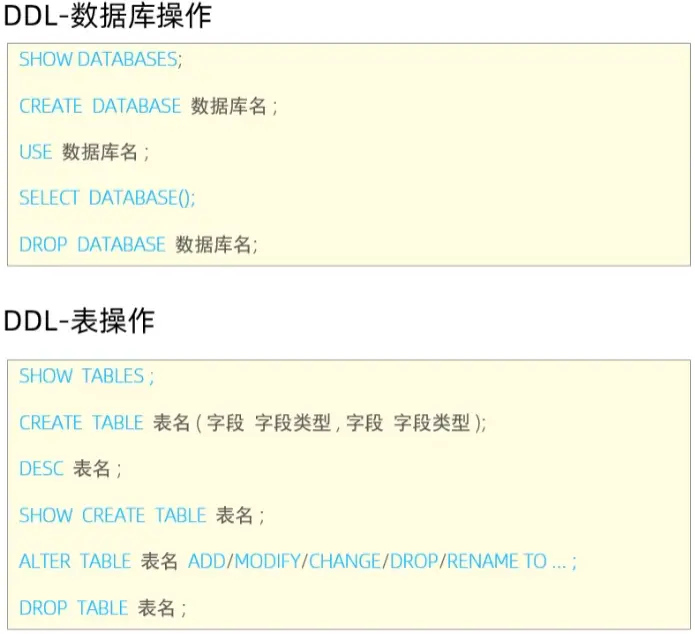 DDL-数据库操作
SHOW DATABASES;
CREATE DATABASE 数据库名 ;
USE 数据库名 ;
SELECT DATABASE();
DROP DATABASE 数据库名;
DDL-表操作
SHOW TABLES ;
CREATE TABLE 表名 ( 字段 字段类型 , 字段 字段类型 );
DESC 表名 ;
SHOW CREATE TABLE 表名 ;
ALTER TABLE 表名 ADD/MODIFY/CHANGE/DROP/RENAME TO ... ;
DROP TABLE 表名 ;